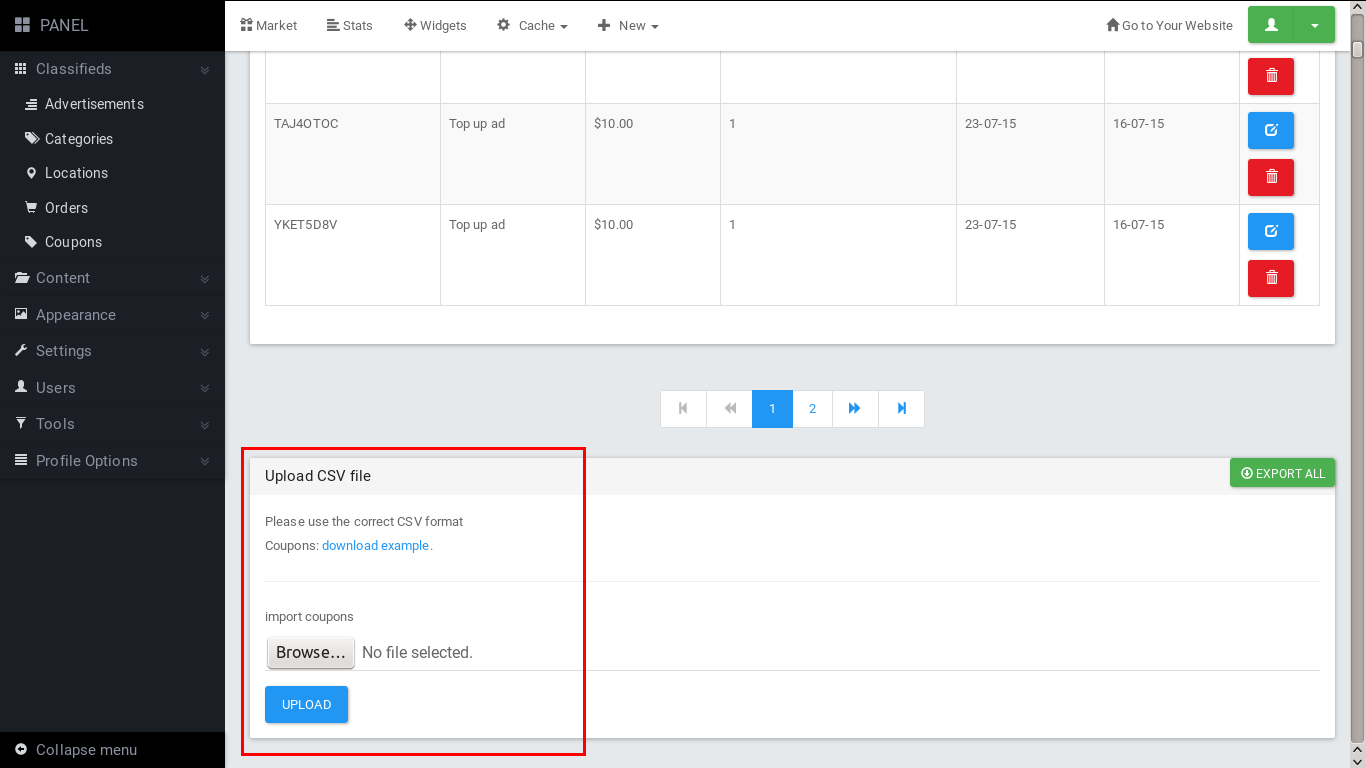 PANEL
Market
Stats
Widgets
Cache
New
Go to Your Website
Classifieds
Advertisements
Categories
Locations
Orders
Coupons
Content
Appearance
Settings
Users
Tools
Profile Options
Collapse menu
TAJ4OTOC Top up ad $10.00 1 23-07-15 16-07-15
YKET5D8V Top up ad $10.00 1 23-07-15 16-07-15
1 2
Upload CSV file
EXPORT ALL
Please use the correct CSV format
Coupons: download example.
import coupons
Browse... No file selected.
UPLOAD